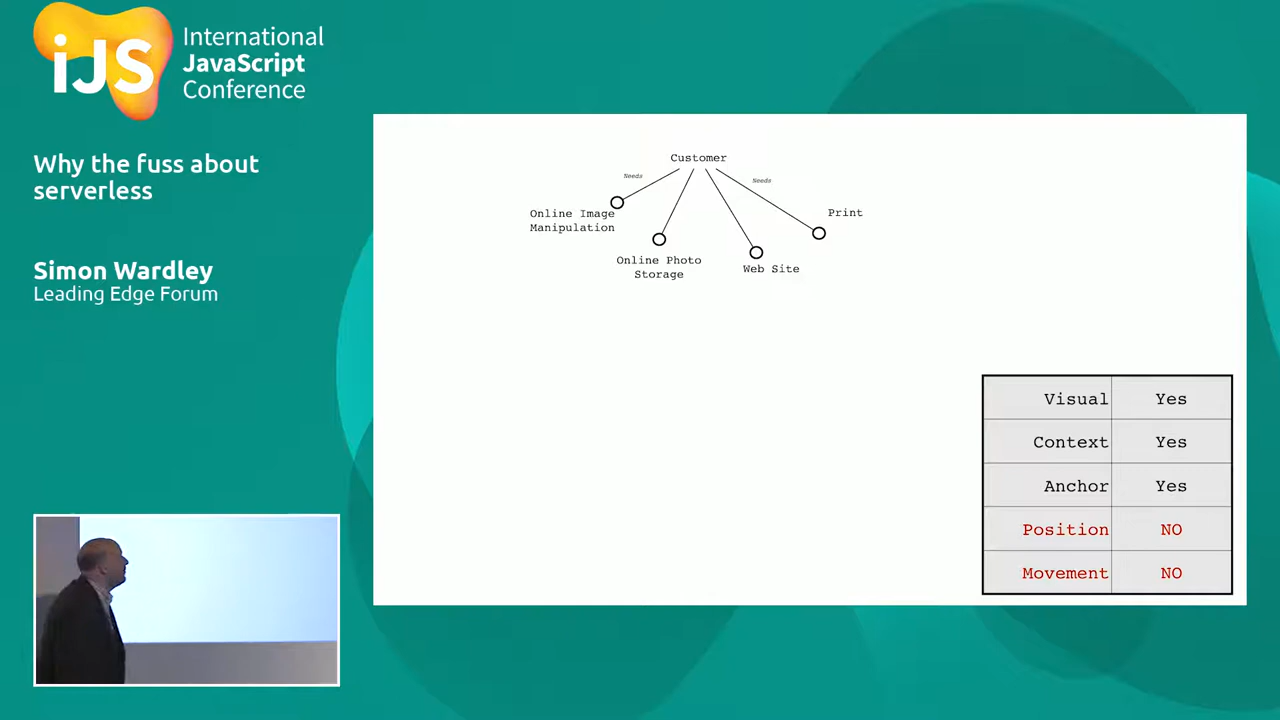 iJS
International
JavaScript
Conference
Why the fuss about
serverless
Simon Wardley
Leading Edge Forum
Customer
Needs
Needs
Online Image
Manipulation
Print
Online Photo
Storage
Web Site
Visual Yes
Context Yes
Anchor Yes
Position NO
Movement NO